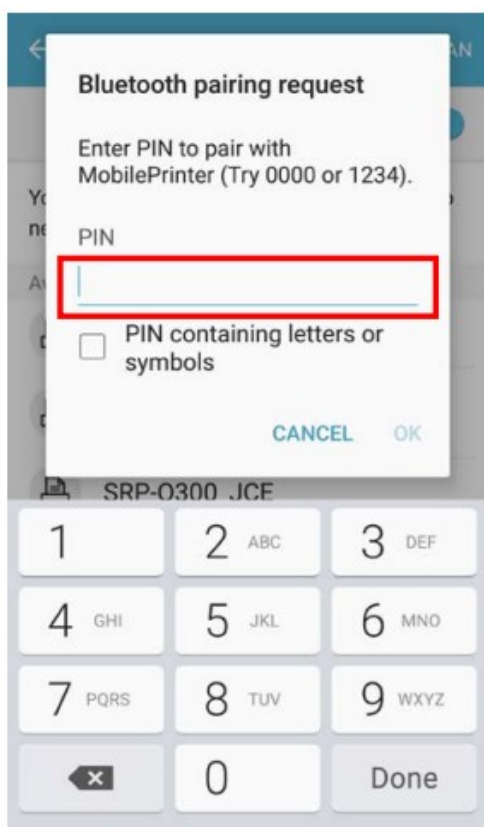 AN
Bluetooth pairing request
Enter PIN to pair with
MobilePrinter (Try 0000 or 1234).
PIN
PIN containing letters or
symbols
CANCEL OK
SRP-Q300_JCE
1 2 ABC 3 DEF
4 GHI 5 JKL 6 MNO
7 PQRS 8 TUV 9 WXYZ
0 Done